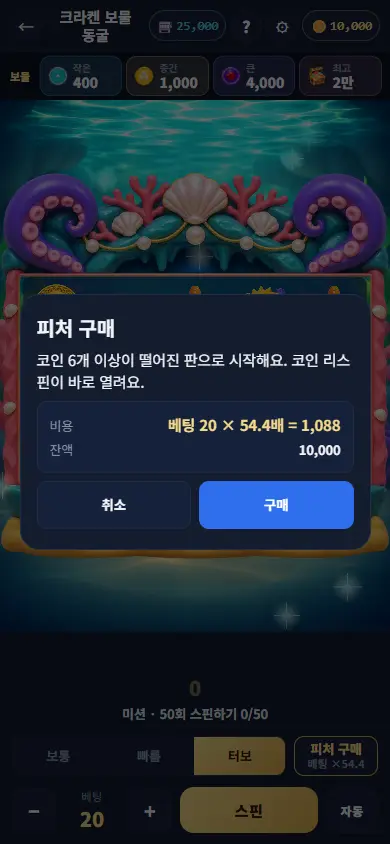 크라켄 보물
동굴
25,000
?
10,000
보물
작은
400
중간
1,000
큰
4,000
최고
2만
피처 구매
코인 6개 이상이 떨어진 판으로 시작해요. 코인 리스
핀이 바로 열려요.
비용 베팅 20 × 54.4배 = 1,088
잔액 10,000
취소 구매
0
미션 · 50회 스핀하기 0/50
보통 빠름 터보
피처 구매
베팅 ×54.4
− 베팅 20 +
스핀
자동